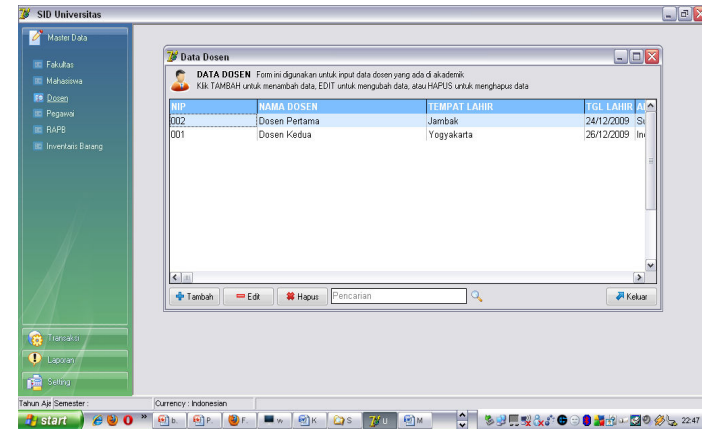 SID Universitas
Master Data
Fakultas
Mahasiswa
Dosen
Pegawai
RAPB
Inventaris Barang
Transaksi
Laporan
Setting
Data Dosen
DATA DOSEN Form ini digunakan untuk input data dosen yang ada di akademik
Klik TAMBAH untuk menambah data, EDIT untuk mengubah data, atau HAPUS untuk menghapus data
NIP NAMA DOSEN TEMPAT LAHIR TGL LAHIR
002 Dosen Pertama Jambak 24/12/2009
001 Dosen Kedua Yogyakarta 26/12/2009
Tambah Edit Hapus Pencarian Keluar
Tahun Aja Semester : Currency : Indonesian
start b. P. F. w K S U M 22:47